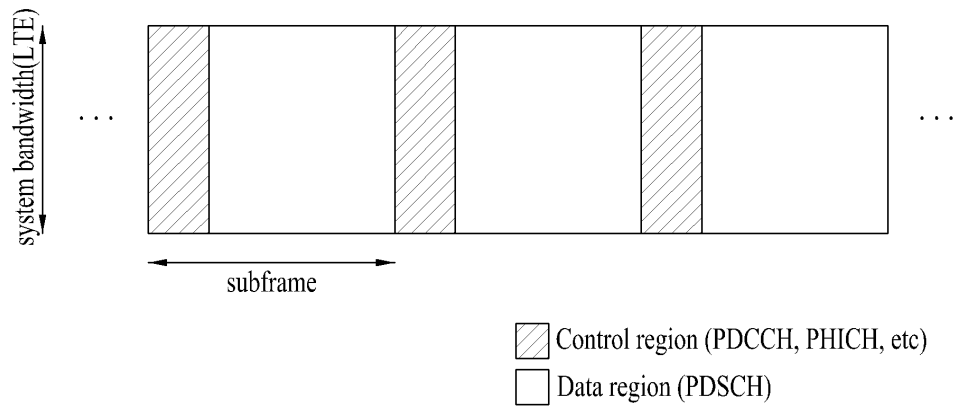 system bandwidth(LTE)
. . .
. . .
subframe
Control region (PDCCH, PHICH, etc)
Data region (PDSCH)